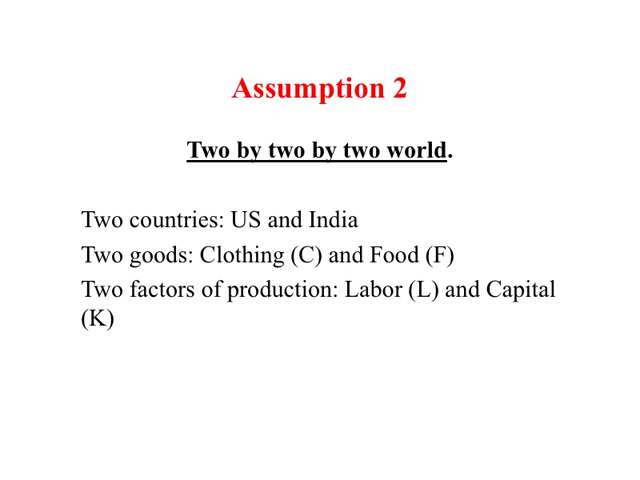 Assumption 2
Two by two by two world.
Two countries: US and India
Two goods: Clothing (C) and Food (F)
Two factors of production: Labor (L) and Capital
(K)